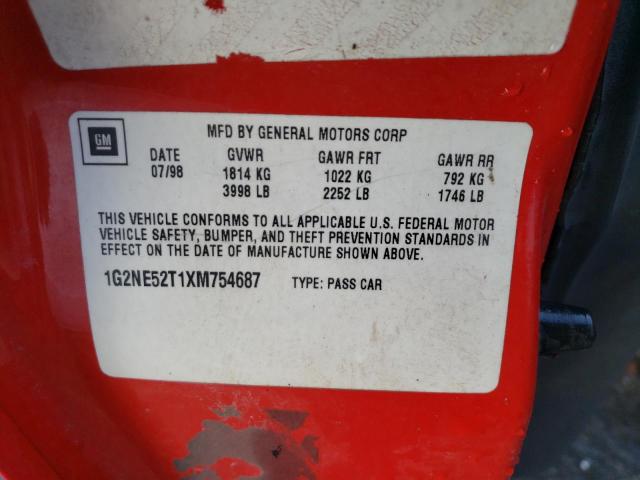 GM
MFD BY GENERAL MOTORS CORP
DATE GVWR GAWR FRT GAWR RR
07/98 1814 KG 1022 KG 792 KG
3998 LB 2252 LB 1746 LB
THIS VEHICLE CONFORMS TO ALL APPLICABLE U.S. FEDERAL MOTOR
VEHICLE SAFETY, BUMPER, AND THEFT PREVENTION STANDARDS IN
EFFECT ON THE DATE OF MANUFACTURE SHOWN ABOVE.
1G2NE52T1XM754687 TYPE: PASS CAR